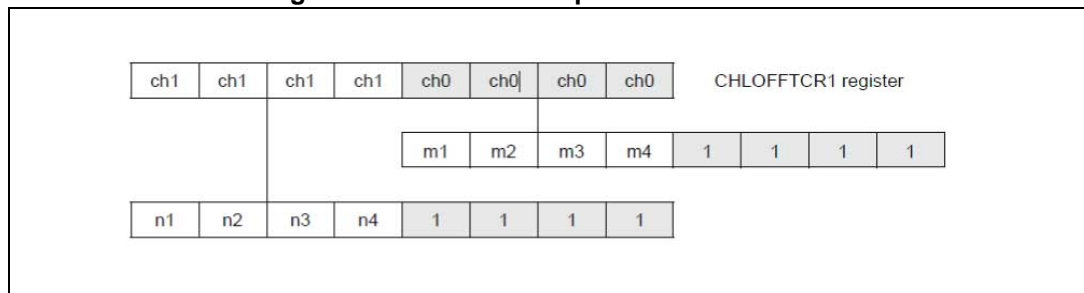 ch1 ch1 ch1 ch1 ch0 ch0 ch0 ch0 CHLOFFTCR1 register
m1 m2 m3 m4 1 1 1 1
n1 n2 n3 n4 1 1 1 1